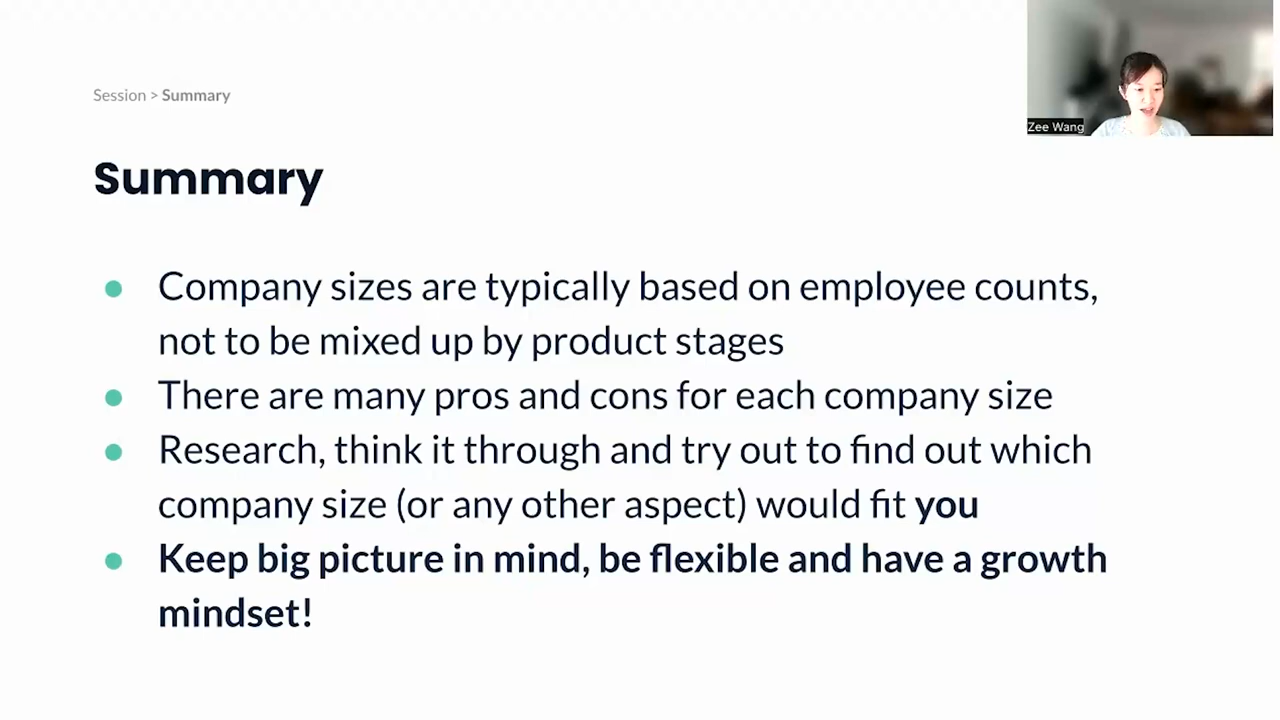 Session > Summary
Zee Wang
Summary
● Company sizes are typically based on employee counts,
not to be mixed up by product stages
● There are many pros and cons for each company size
● Research, think it through and try out to find out which
company size (or any other aspect) would fit you
● Keep big picture in mind, be flexible and have a growth
mindset!